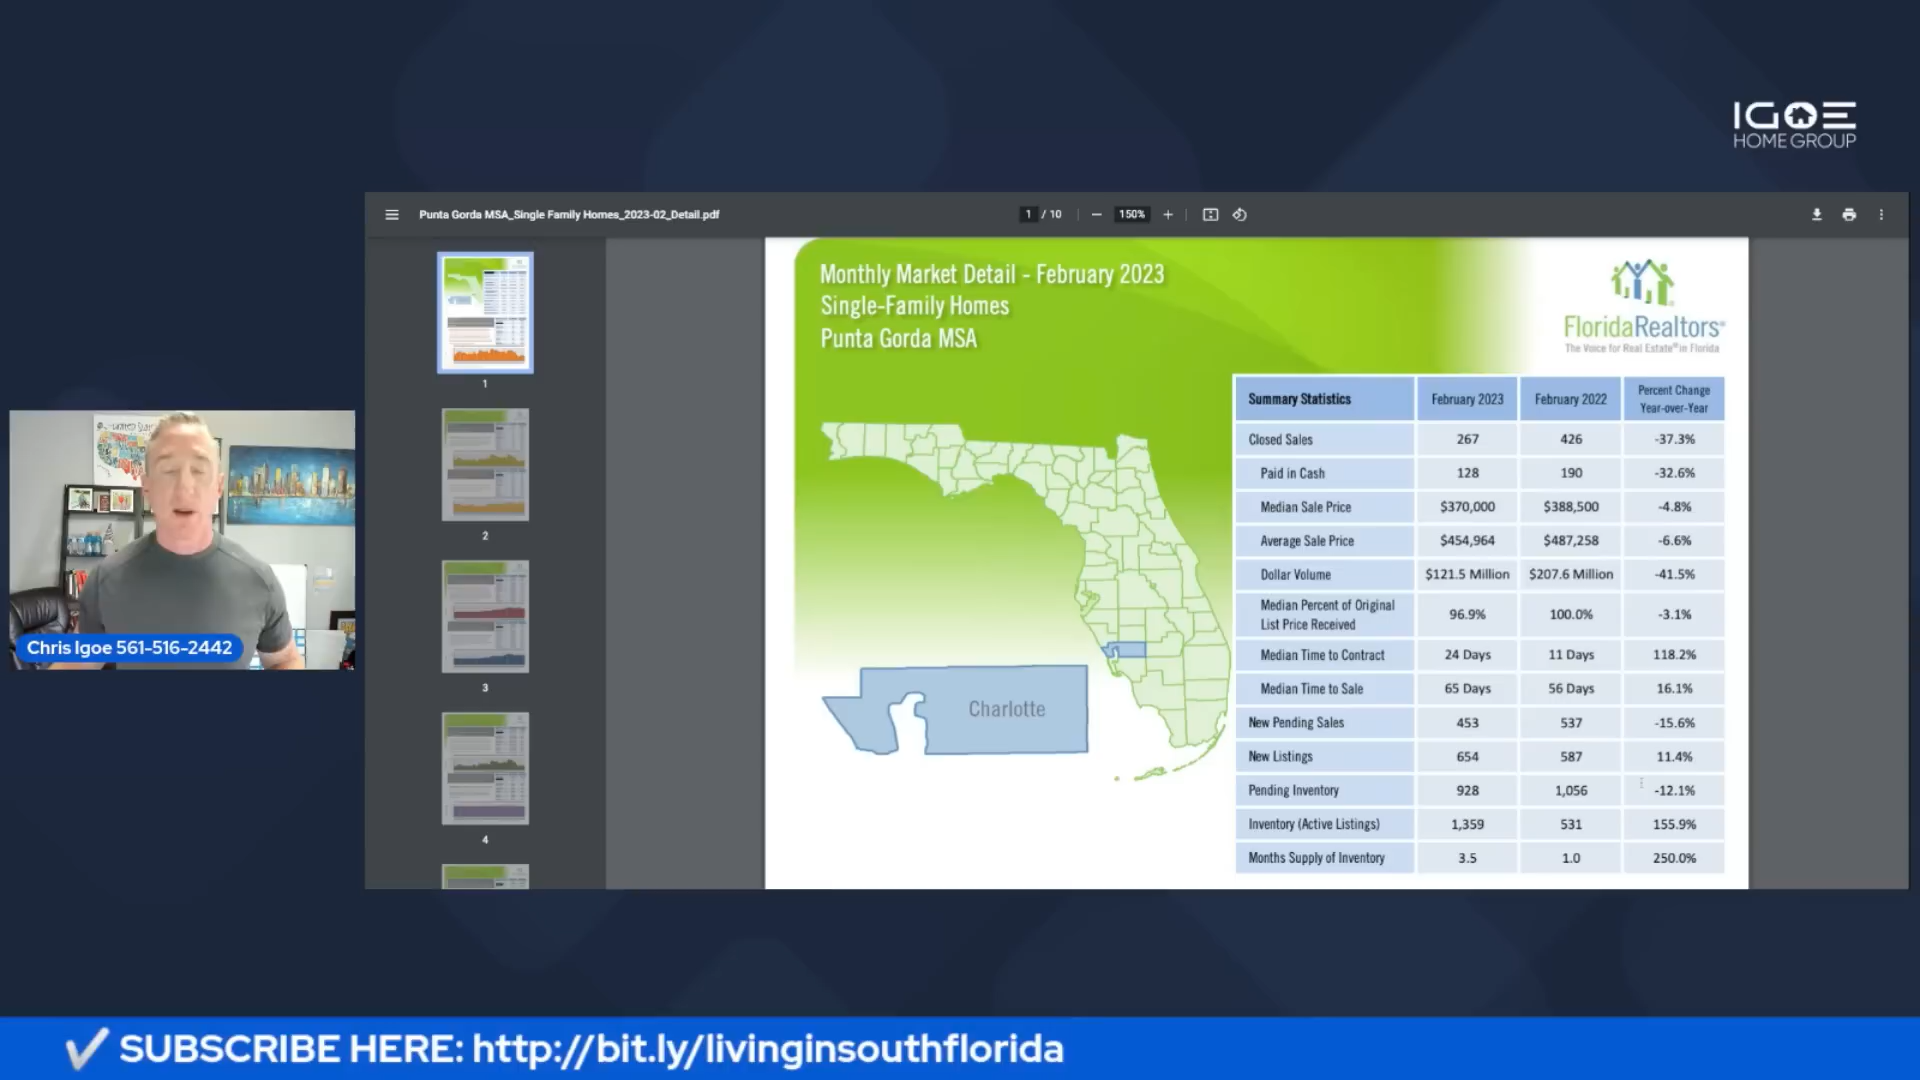 IGOE
HOME GROUP
Punta Gorda MSA_Single Family Homes_2023-02_Detail.pdf
1 / 10
150%
1
2
3
4
Monthly Market Detail - February 2023
Single-Family Homes
Punta Gorda MSA
FloridaRealtors®
The Voice for Real Estate® in Florida
Charlotte
Summary Statistics February 2023 February 2022 Percent Change
Year-over-Year
Closed Sales 267 426 -37.3%
Paid in Cash 128 190 -32.6%
Median Sale Price $370,000 $388,500 -4.8%
Average Sale Price $454,964 $487,258 -6.6%
Dollar Volume $121.5 Million $207.6 Million -41.5%
Median Percent of Original
List Price Received 96.9% 100.0% -3.1%
Median Time to Contract 24 Days 11 Days 118.2%
Median Time to Sale 65 Days 56 Days 16.1%
New Pending Sales 453 537 -15.6%
New Listings 654 587 11.4%
Pending Inventory 928 1,056 -12.1%
Inventory (Active Listings) 1,359 531 155.9%
Months Supply of Inventory 3.5 1.0 250.0%
United States
Chris Igoe 561-516-2442
SUBSCRIBE HERE: http://bit.ly/livinginsouthflorida